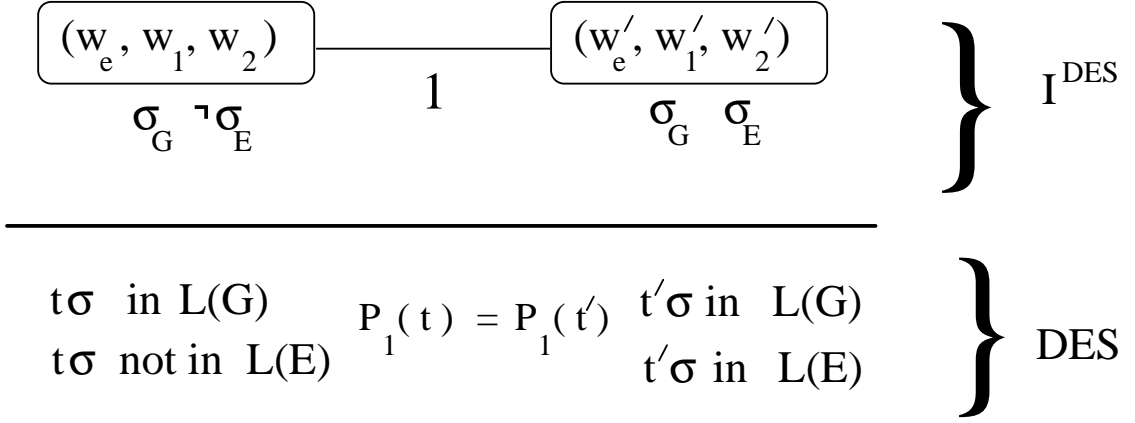 (w_e, w_1, w_2) (w_e′, w_1′, w_2′)
1
I^DES
σ_G ¬σ_E σ_G σ_E
tσ in L(G) P_1(t) = P_1(t′) t′σ in L(G)
tσ not in L(E) t′σ in L(E)
DES